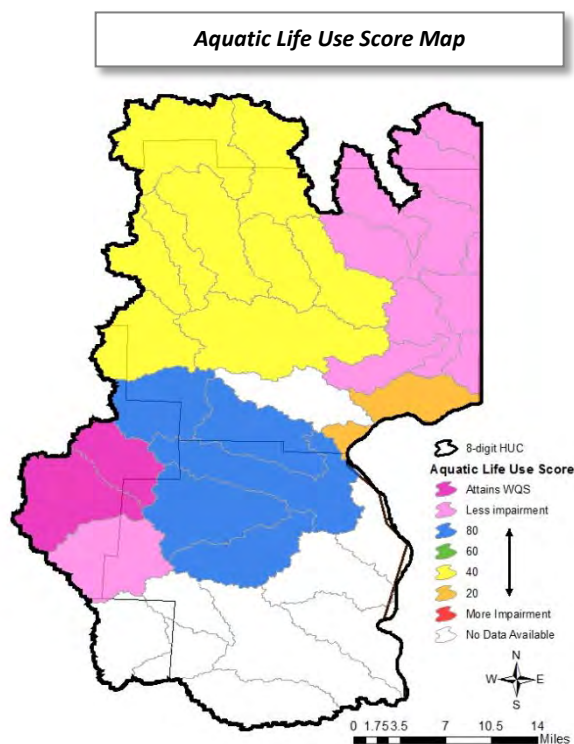 Aquatic Life Use Score Map
8-digit HUC
Aquatic Life Use Score
Attains WQS
Less impairment
80
60
40
20
More Impairment
No Data Available
N
W E
S
0 1.75 3.5 7 10.5 14
Miles